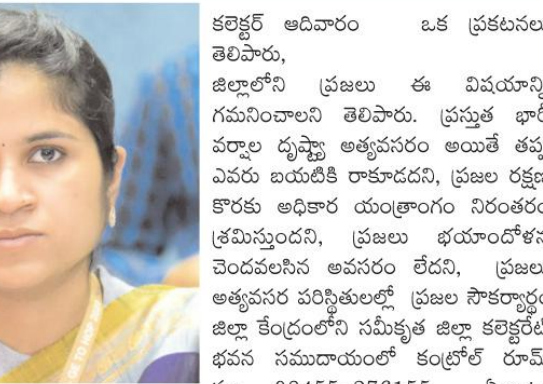 కలెక్టర్ ఆదివారం ఒక ప్రకటనలో
తెలిపారు,
జిల్లాలోని ప్రజలు ఈ విషయాన్ని
గమనించాలని తెలిపారు. ప్రస్తుత భారీ
వర్షాల దృష్ట్యా అత్యవసరం అయితే తప్ప
ఎవరు బయటికి రాకూడదని, ప్రజల రక్షణ
కొరకు అధికార యంత్రాంగం నిరంతరం
శ్రమిస్తుందని, ప్రజలు భయాందోళన
చెందవలసిన అవసరం లేదని, ప్రజలు
అత్యవసర పరిస్థితులల్లో ప్రజల సౌకర్యార్థం
జిల్లా కేంద్రంలోని సమీకృత జిల్లా కలెక్టరేట్
భవన సముదాయంలో కంట్రోల్ రూమ్